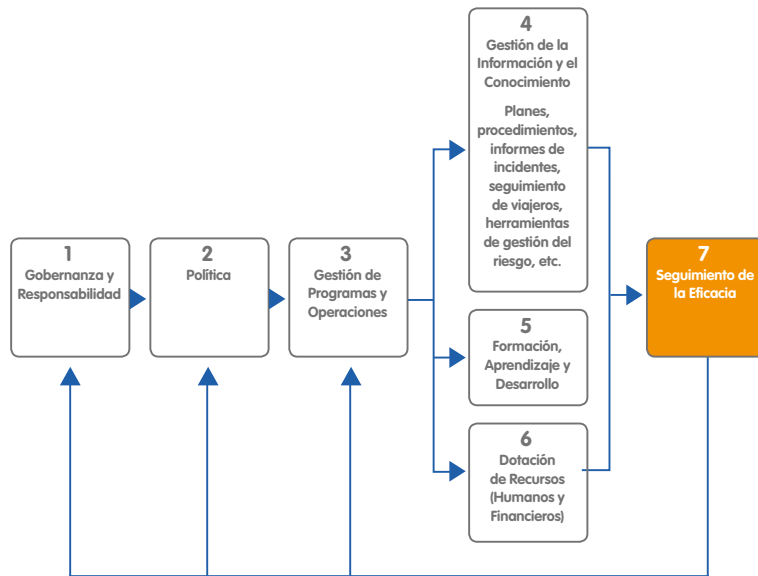 1
Gobernanza y
Responsabilidad
2
Política
3
Gestión de
Programas y
Operaciones
4
Gestión de la
Información y el
Conocimiento
Planes,
procedimientos,
informes de
incidentes,
seguimiento
de viajeros,
herramientas
de gestión del
riesgo, etc.
5
Formación,
Aprendizaje y
Desarrollo
6
Dotación
de Recursos
(Humanos y
Financieros)
7
Seguimiento de
la Eficacia